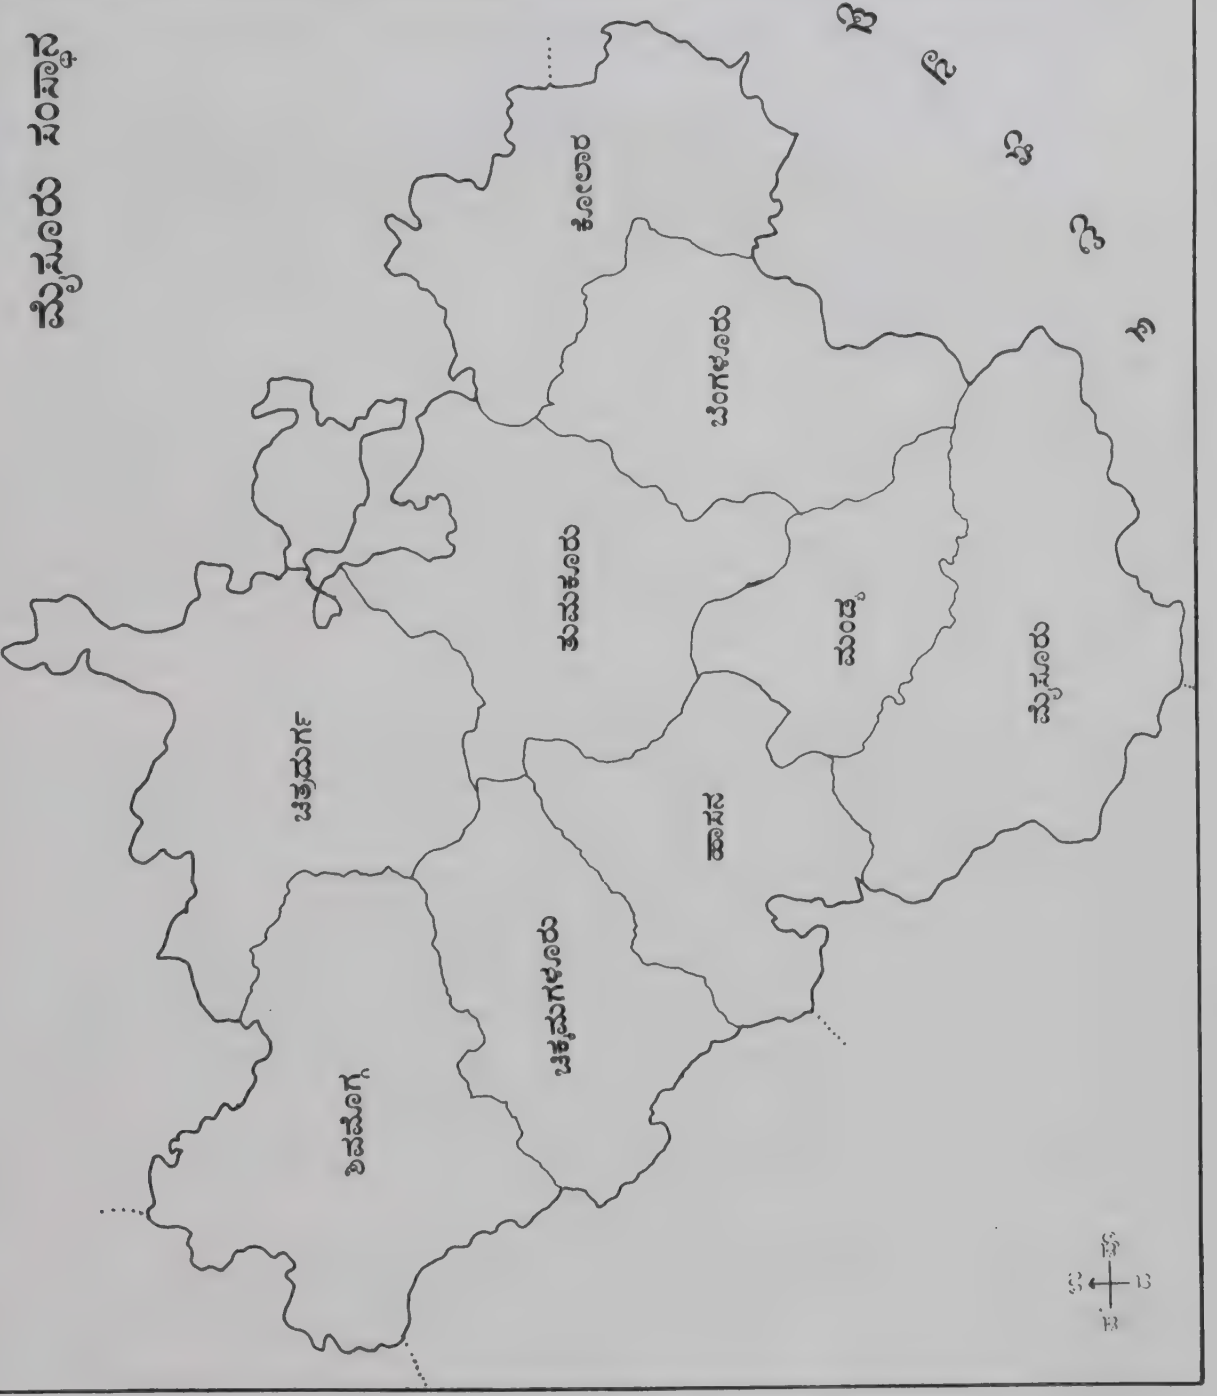 ಮೈಸೂರು ಸಂಸ್ಥಾನ
ಕೋಲಾರ
ಬೆಂಗಳೂರು
ತುಮಕೂರು
ಚಿತ್ರದುರ್ಗ
ಮಂಡ್ಯ
ಮೈಸೂರು
ಹಾಸನ
ಚಿಕ್ಕಮಗಳೂರು
ಶಿವಮೊಗ್ಗ
ಉ
ಪೂ
ದ
ಪ